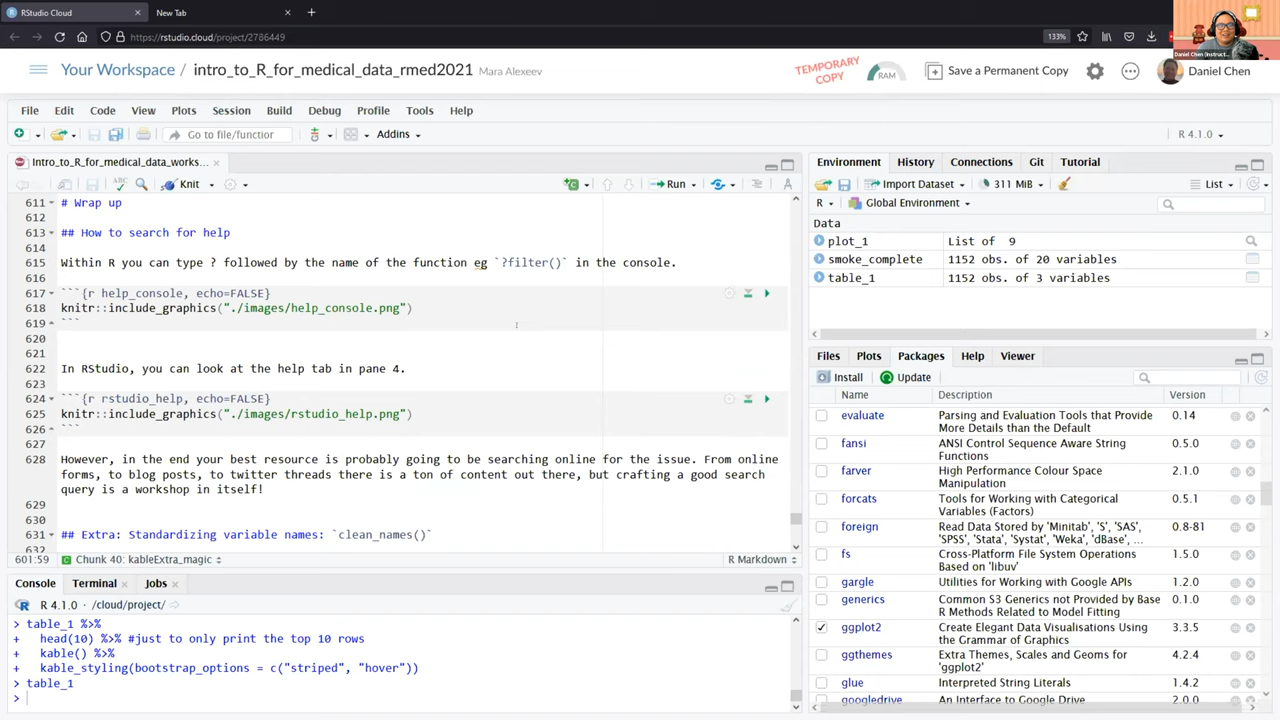 RStudio Cloud
New Tab
https://rstudio.cloud/project/2786449
133%
Your Workspace / intro_to_R_for_medical_data_rmed2021 Mara Alexeev
TEMPORARY COPY
RAM
Save a Permanent Copy
Daniel Chen
File Edit Code View Plots Session Build Debug Profile Tools Help
Go to file/functior
Addins
R 4.1.0
Intro_to_R_for_medical_data_works...
Knit
Run
611 # Wrap up
612
613 ## How to search for help
614
615 Within R you can type ? followed by the name of the function eg `?filter()` in the console.
616
617 ```{r help_console, echo=FALSE}
618 knitr::include_graphics("./images/help_console.png")
619 ```
620
621
622 In RStudio, you can look at the help tab in pane 4.
623
624 ```{r rstudio_help, echo=FALSE}
625 knitr::include_graphics("./images/rstudio_help.png")
626 ```
627
628 However, in the end your best resource is probably going to be searching online for the issue. From online
forms, to blog posts, to twitter threads there is a ton of content out there, but crafting a good search
query is a workshop in itself!
629
630
631 ## Extra: Standardizing variable names: `clean_names()`
632
601:59 Chunk 40: kableExtra_magic R Markdown
Console Terminal Jobs
R 4.1.0 · /cloud/project/
> table_1 %>%
+ head(10) %>% #just to only print the top 10 rows
+ kable() %>%
+ kable_styling(bootstrap_options = c("striped", "hover"))
> table_1
>
Environment History Connections Git Tutorial
Import Dataset 311 MiB List
R Global Environment
Data
plot_1 List of 9
smoke_complete 1152 obs. of 20 variables
table_1 1152 obs. of 3 variables
Files Plots Packages Help Viewer
Install Update
Name Description Version
evaluate Parsing and Evaluation Tools that Provide 0.14
More Details than the Default
fansi ANSI Control Sequence Aware String 0.5.0
Functions
farver High Performance Colour Space 2.1.0
Manipulation
forcats Tools for Working with Categorical 0.5.1
Variables (Factors)
foreign Read Data Stored by 'Minitab', 'S', 'SAS', 0.8-81
'SPSS', 'Stata', 'Systat', 'Weka', 'dBase', ...
fs Cross-Platform File System Operations 1.5.0
Based on 'libuv'
gargle Utilities for Working with Google APIs 1.2.0
generics Common S3 Generics not Provided by Base 0.1.0
R Methods Related to Model Fitting
ggplot2 Create Elegant Data Visualisations Using 3.3.5
the Grammar of Graphics
ggthemes Extra Themes, Scales and Geoms for 4.2.4
'ggplot2'
glue Interpreted String Literals 1.4.2
googledrive An Interface to Google Drive 2.0.0